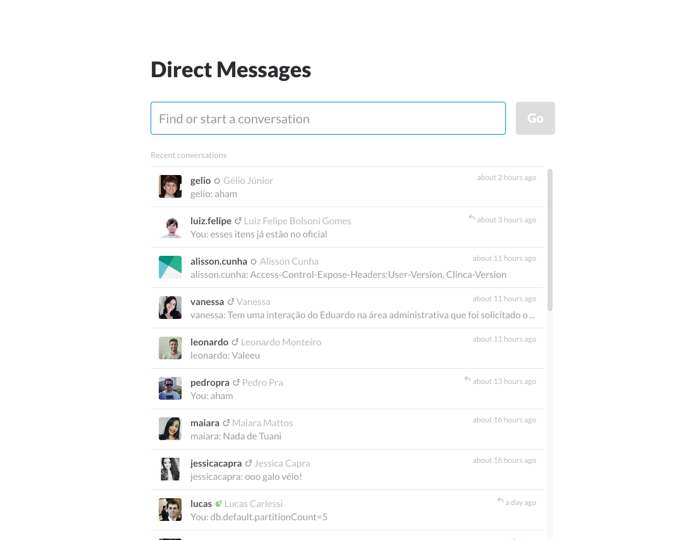 Direct Messages
Find or start a conversation
Go
Recent conversations
gelio Gélio Júnior about 2 hours ago
gelio: aham
luiz.felipe Luiz Felipe Bolsoni Gomes about 3 hours ago
You: esses itens já estão no oficial
alisson.cunha Alisson Cunha about 11 hours ago
alisson.cunha: Access-Control-Expose-Headers:User-Version, Clinca-Version
vanessa Vanessa about 11 hours ago
vanessa: Tem uma interação do Eduardo na área administrativa que foi solicitado o ...
leonardo Leonardo Monteiro about 11 hours ago
leonardo: Valeeu
pedropra Pedro Pra about 13 hours ago
You: aham
maiara Maiara Mattos about 16 hours ago
maiara: Nada de Tuani
jessicacapra Jessica Capra about 16 hours ago
jessicacapra: ooo galo véio!
lucas Lucas Carlessi a day ago
You: db.default.partitionCount=5